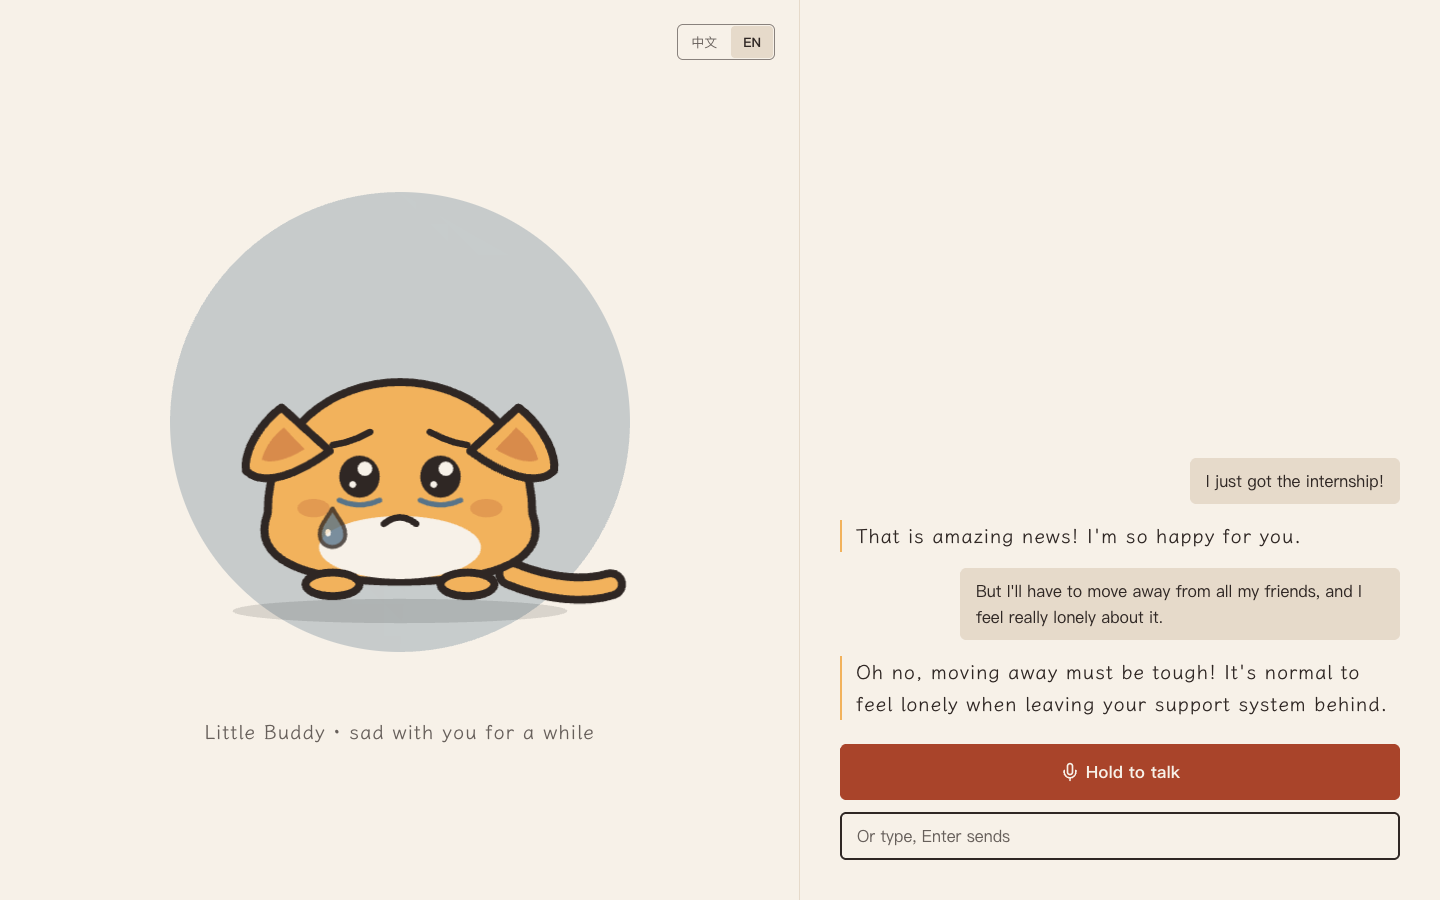 中文 EN
I just got the internship!
That is amazing news! I'm so happy for you.
But I'll have to move away from all my friends, and I
feel really lonely about it.
Oh no, moving away must be tough! It's normal to
feel lonely when leaving your support system behind.
Little Buddy • sad with you for a while
Hold to talk
Or type, Enter sends